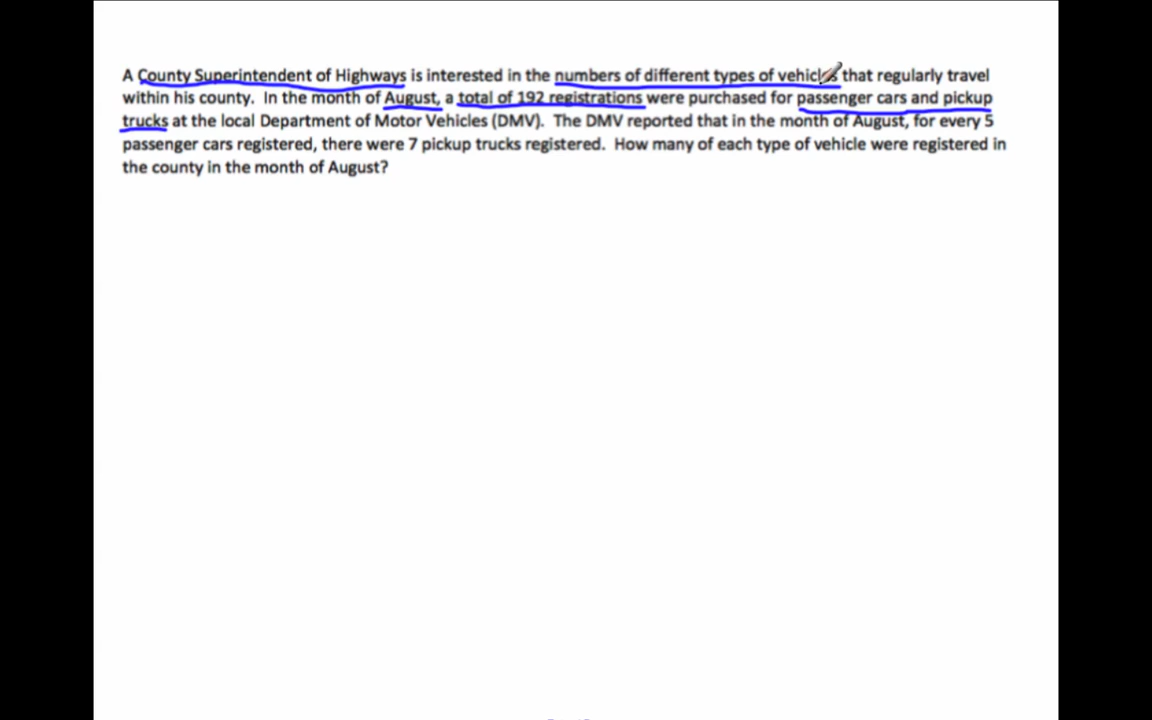 A County Superintendent of Highways is interested in the numbers of different types of vehicles that regularly travel
within his county. In the month of August, a total of 192 registrations were purchased for passenger cars and pickup
trucks at the local Department of Motor Vehicles (DMV). The DMV reported that in the month of August, for every 5
passenger cars registered, there were 7 pickup trucks registered. How many of each type of vehicle were registered in
the county in the month of August?